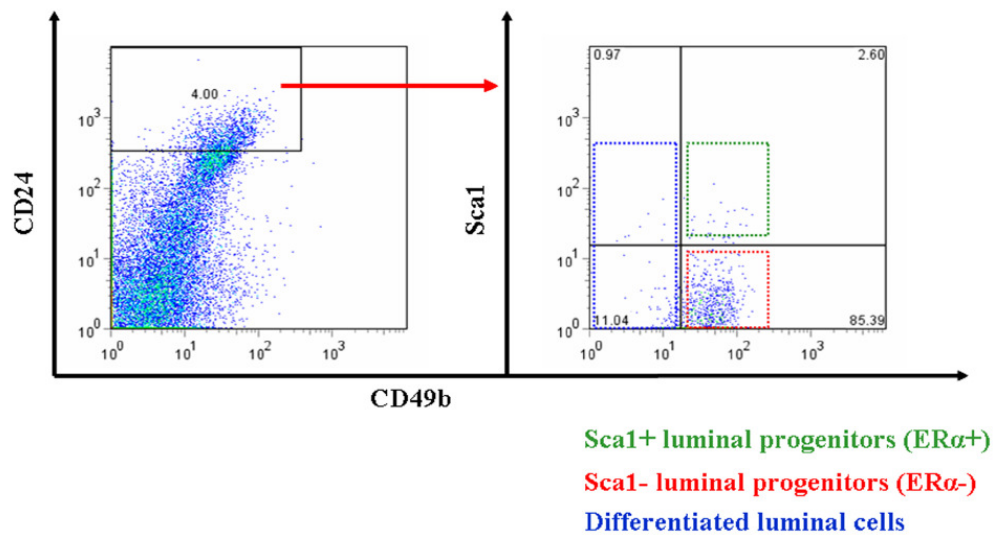 CD24
4.00
10³
10²
10¹
10⁰
10⁰ 10¹ 10² 10³
Sca1
0.97 2.60
10³
10²
10¹
10⁰
11.04 85.39
10⁰ 10¹ 10² 10³
CD49b
Sca1+ luminal progenitors (ERα+)
Sca1- luminal progenitors (ERα-)
Differentiated luminal cells